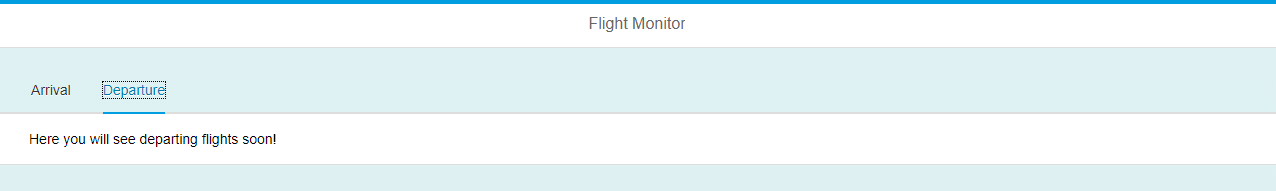 Flight Monitor
Arrival Departure
Here you will see departing flights soon!